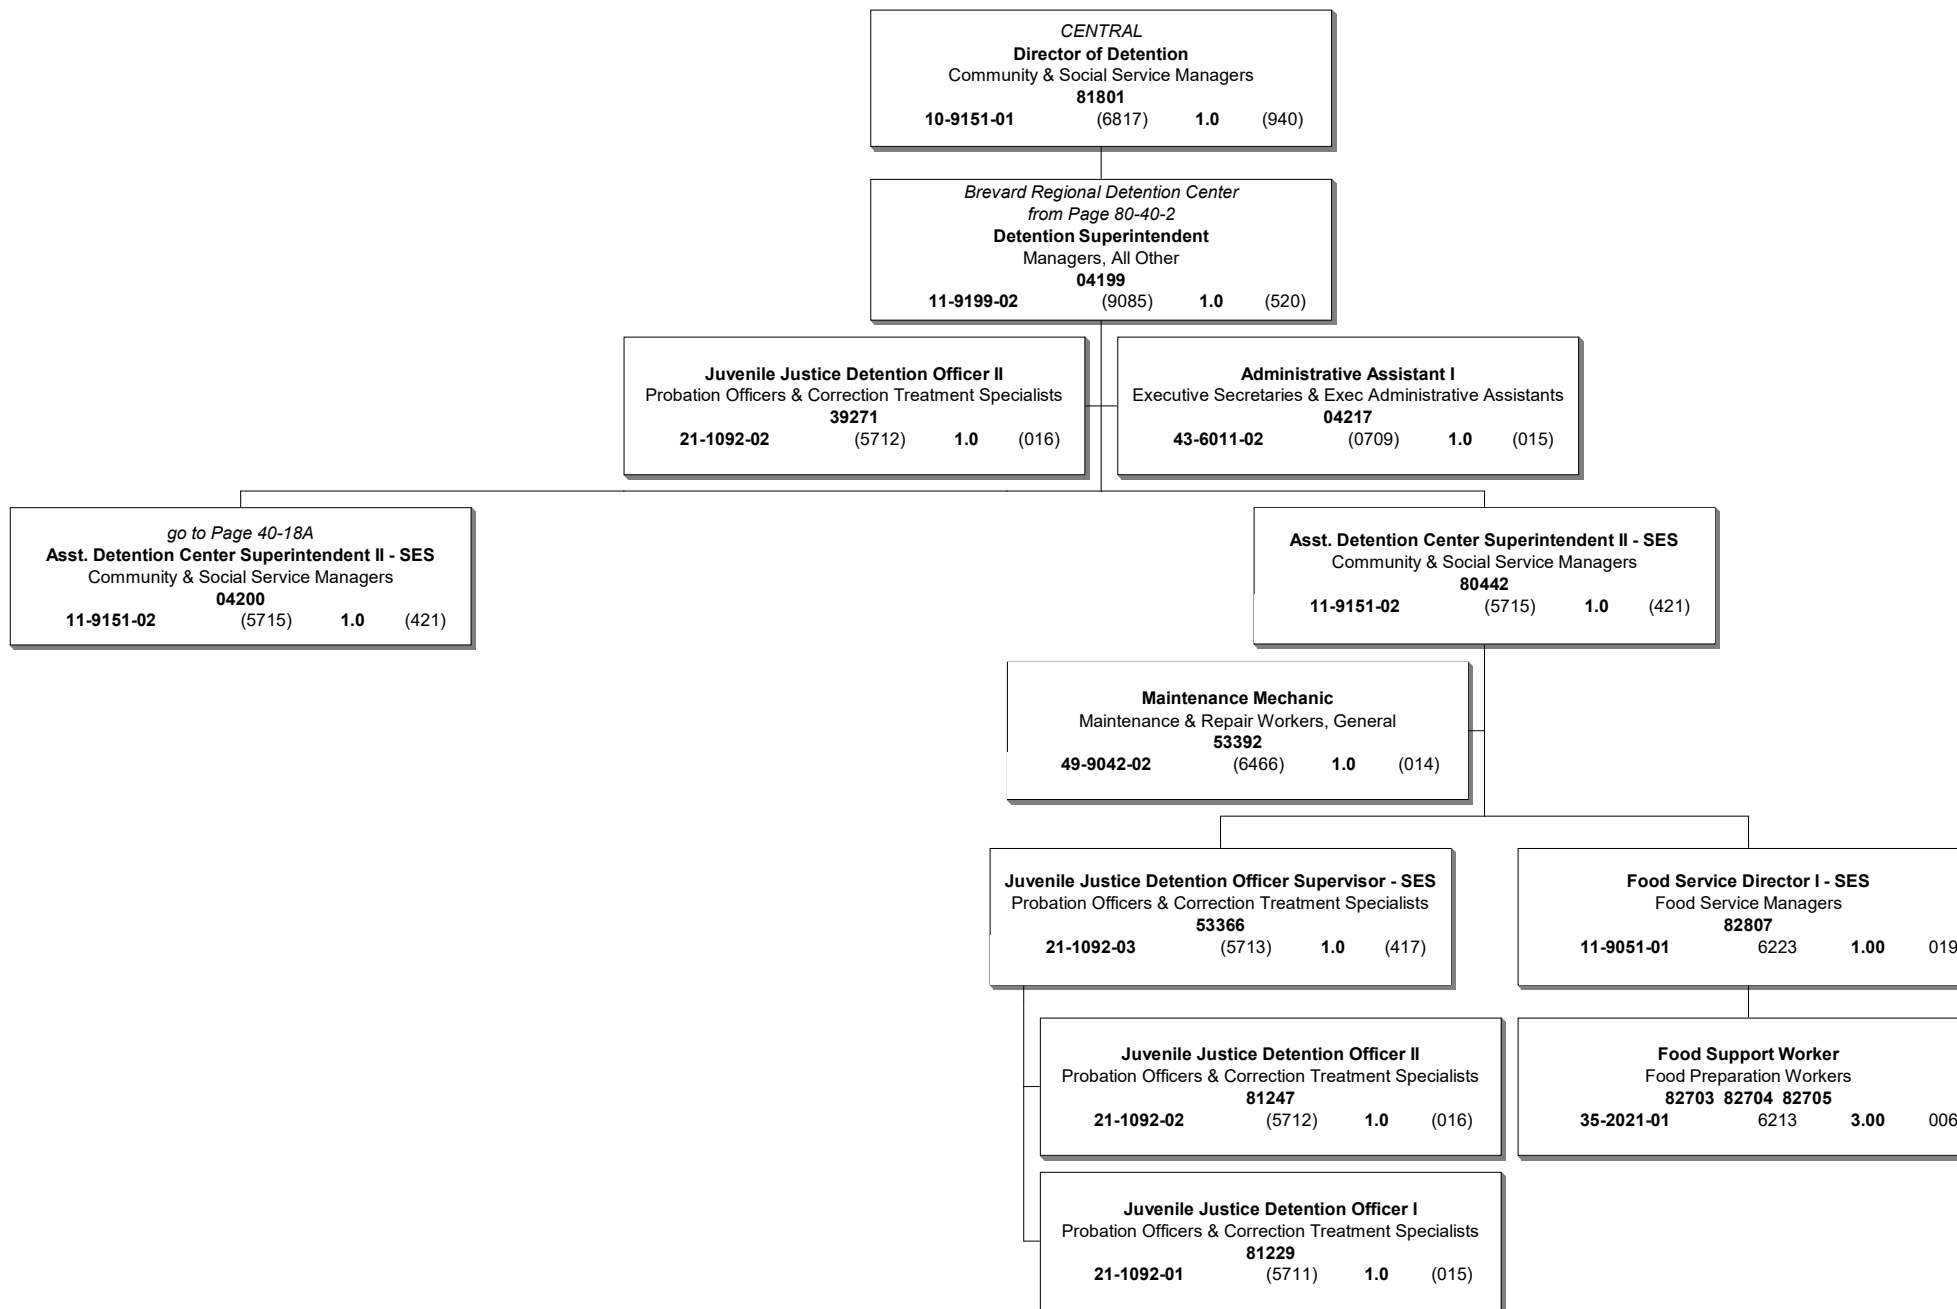 CENTRAL
Director of Detention
Community & Social Service Managers
81801
10-9151-01 (6817) 1.0 (940)
Brevard Regional Detention Center
from Page 80-40-2
Detention Superintendent
Managers, All Other
04199
11-9199-02 (9085) 1.0 (520)
Juvenile Justice Detention Officer II
Probation Officers & Correction Treatment Specialists
39271
21-1092-02 (5712) 1.0 (016)
Administrative Assistant I
Executive Secretaries & Exec Administrative Assistants
04217
43-6011-02 (0709) 1.0 (015)
go to Page 40-18A
Asst. Detention Center Superintendent II - SES
Community & Social Service Managers
04200
11-9151-02 (5715) 1.0 (421)
Asst. Detention Center Superintendent II - SES
Community & Social Service Managers
80442
11-9151-02 (5715) 1.0 (421)
Maintenance Mechanic
Maintenance & Repair Workers, General
53392
49-9042-02 (6466) 1.0 (014)
Juvenile Justice Detention Officer Supervisor - SES
Probation Officers & Correction Treatment Specialists
53366
21-1092-03 (5713) 1.0 (417)
Food Service Director I - SES
Food Service Managers
82807
11-9051-01 6223 1.00 019
Juvenile Justice Detention Officer II
Probation Officers & Correction Treatment Specialists
81247
21-1092-02 (5712) 1.0 (016)
Food Support Worker
Food Preparation Workers
82703 82704 82705
35-2021-01 6213 3.00 006
Juvenile Justice Detention Officer I
Probation Officers & Correction Treatment Specialists
81229
21-1092-01 (5711) 1.0 (015)